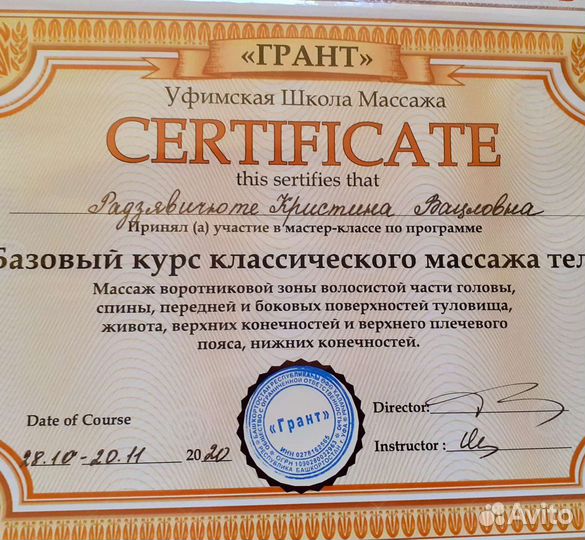 «ГРАНТ»
Уфимская Школа Массажа
CERTIFICATE
this sertifies that
Радзявичюте Кристина Вацловна
Принял (а) участие в мастер-классе по программе
Базовый курс классического массажа тел
Массаж воротниковой зоны волосистой части головы,
спины, передней и боковых поверхностей туловища,
живота, верхних конечностей и верхнего плечевого
пояса, нижних конечностей.
«Грант»
Date of Course
28.10-20.11 2020
Director:
Instructor :
Avito